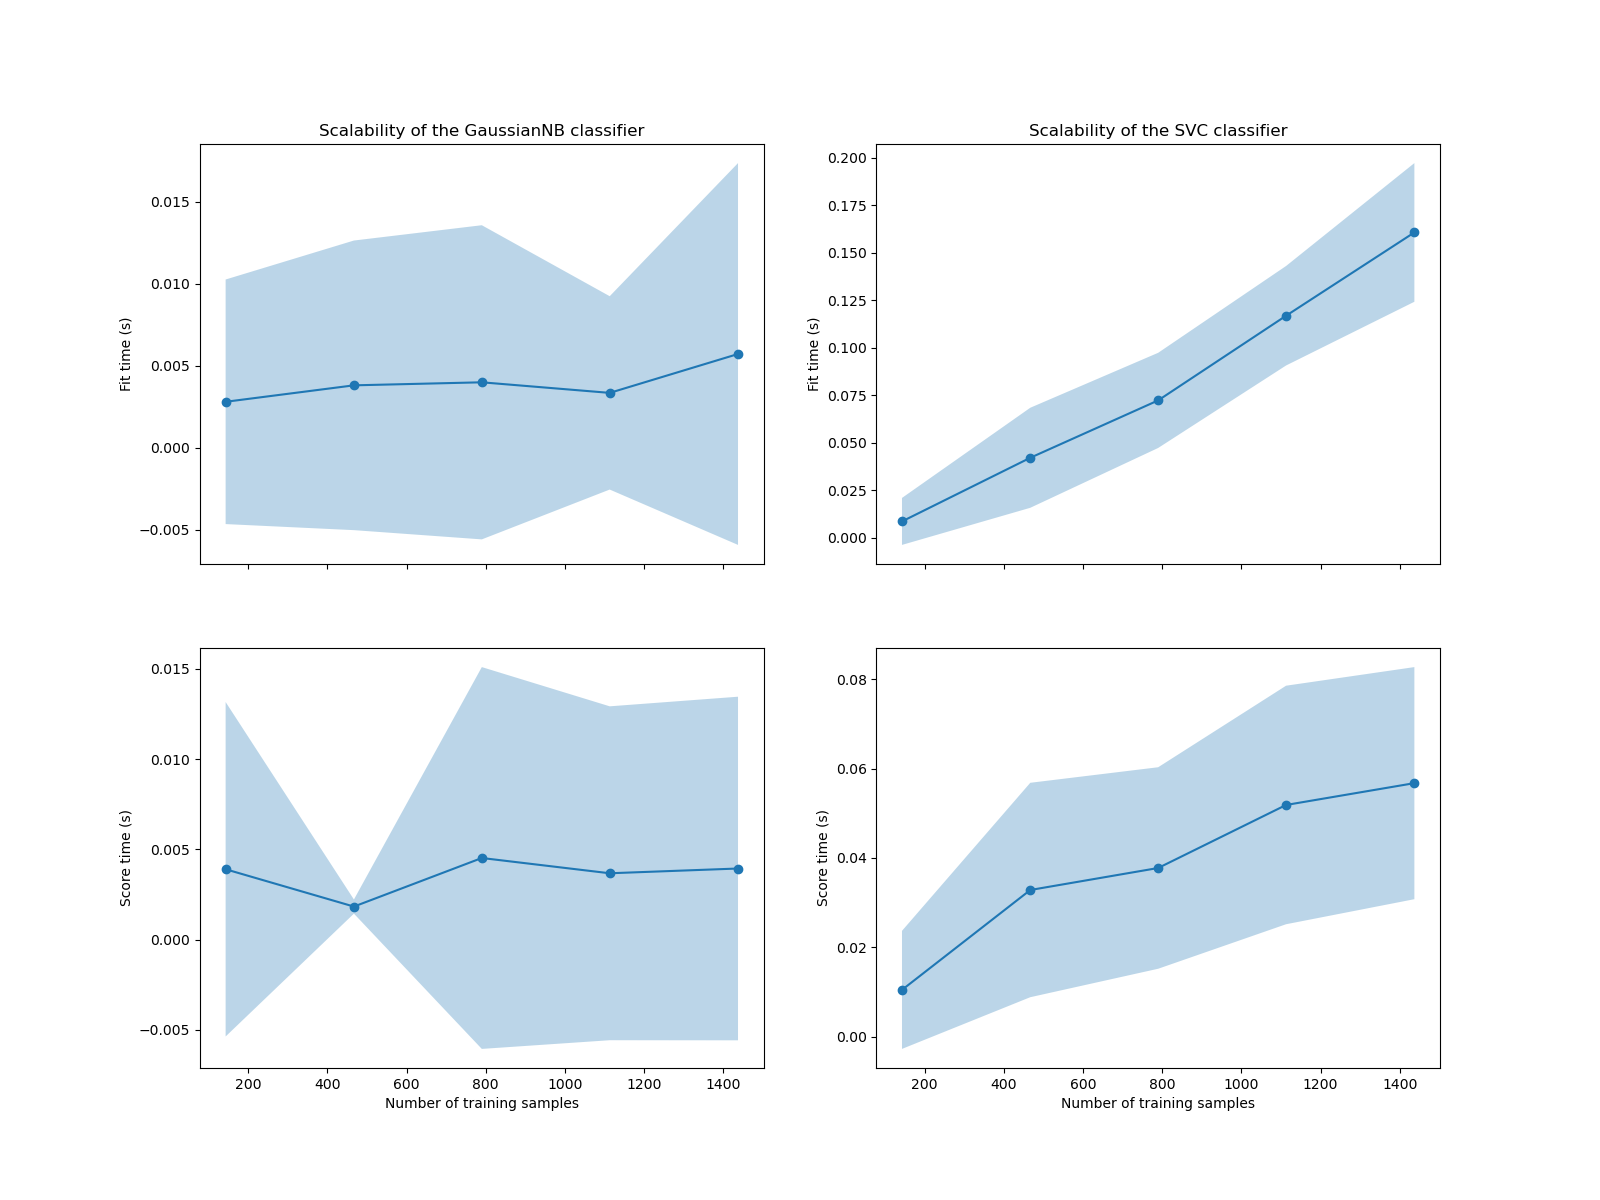 Scalability of the GaussianNB classifier
Fit time (s)
0.015
0.010
0.005
0.000
−0.005
Scalability of the SVC classifier
Fit time (s)
0.200
0.175
0.150
0.125
0.100
0.075
0.050
0.025
0.000
Score time (s)
0.015
0.010
0.005
0.000
−0.005
200 400 600 800 1000 1200 1400
Number of training samples
Score time (s)
0.08
0.06
0.04
0.02
0.00
200 400 600 800 1000 1200 1400
Number of training samples